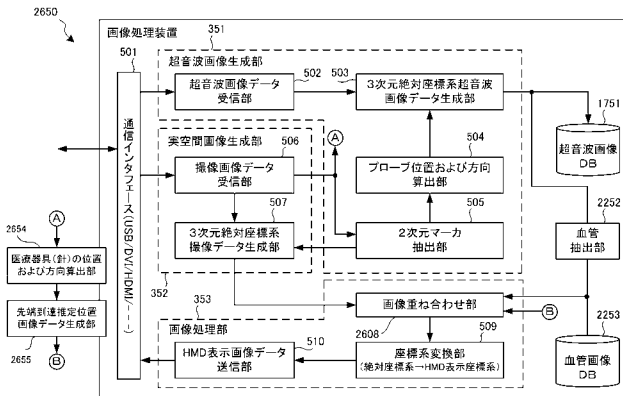 2650
画像処理装置
351
501
超音波画像生成部
502
503
超音波画像データ
受信部
3次元絶対座標系超音波
画像データ生成部
1751
超音波画像
DB
通信インタフェース(USB/DVI/HDMI/---)
実空間画像生成部
506
A
撮像画像データ
受信部
504
プローブ位置および方向
算出部
507
505
3次元絶対座標系
撮像データ生成部
2次元マーカ
抽出部
2252
血管
抽出部
A
2654
医療器具(針)の位置
および方向算出部
先端到達推定位置
画像データ生成部
2655
B
352
353
画像重ね合わせ部
2608
B
509
2253
血管画像
DB
画像処理部
510
HMD表示画像データ
送信部
座標系変換部
(絶対座標系→HMD表示座標系)